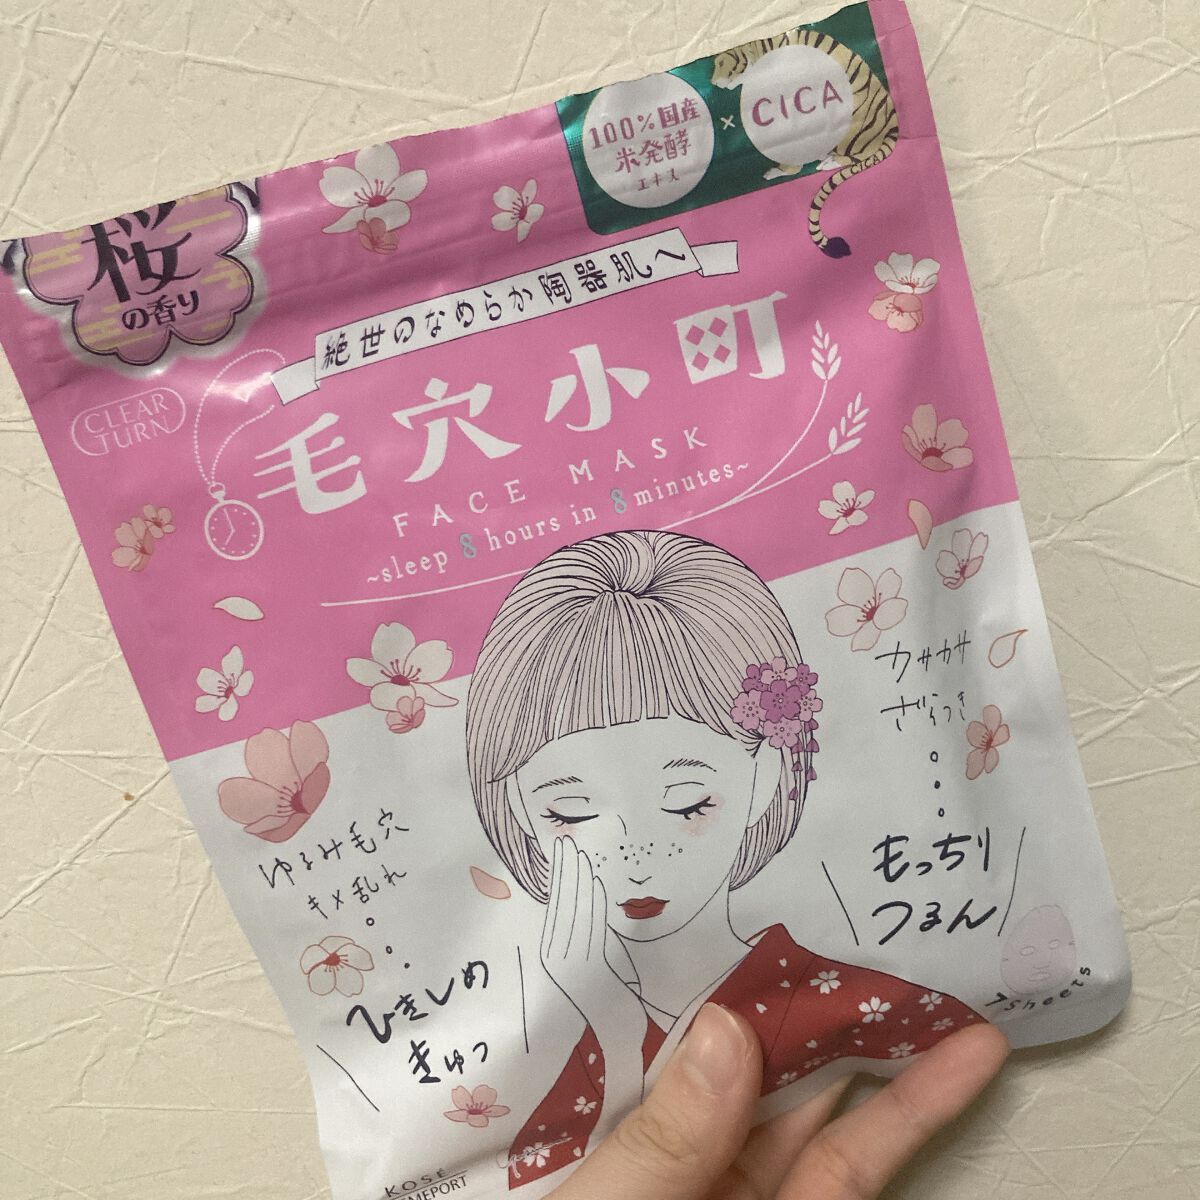 100%国産
米発酵
エキス
×
CICA
CICA
桜
の香り
絶世のなめらか陶器肌へ
CLEAR
TURN
毛穴小町
FACE MASK
~sleep 8 hours in 8 minutes~
カサカサ
ざらつき
もっちり
つるん
ゆるみ毛穴
キメ乱れ
ひきしめ
きゅっ
7sheets
KOSÉ